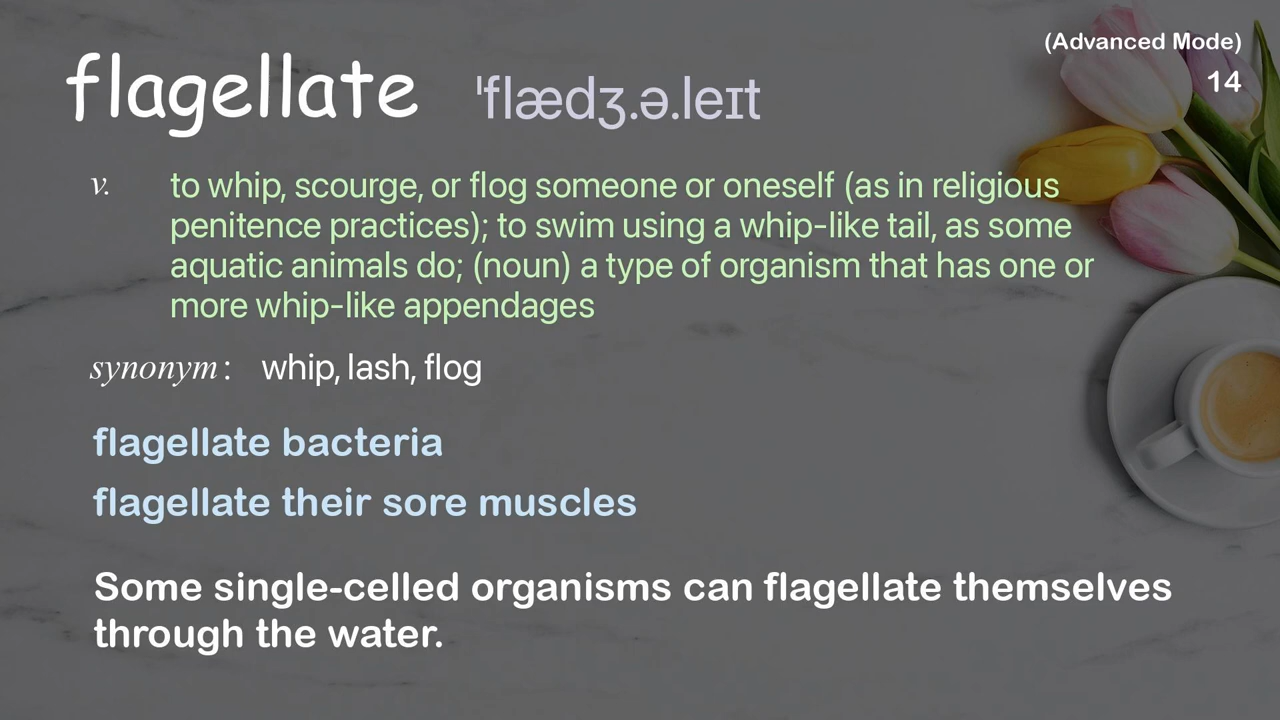 (Advanced Mode)
14
flagellate ˈflædʒ.ə.leɪt
v. to whip, scourge, or flog someone or oneself (as in religious
penitence practices); to swim using a whip-like tail, as some
aquatic animals do; (noun) a type of organism that has one or
more whip-like appendages
synonym: whip, lash, flog
flagellate bacteria
flagellate their sore muscles
Some single-celled organisms can flagellate themselves
through the water.